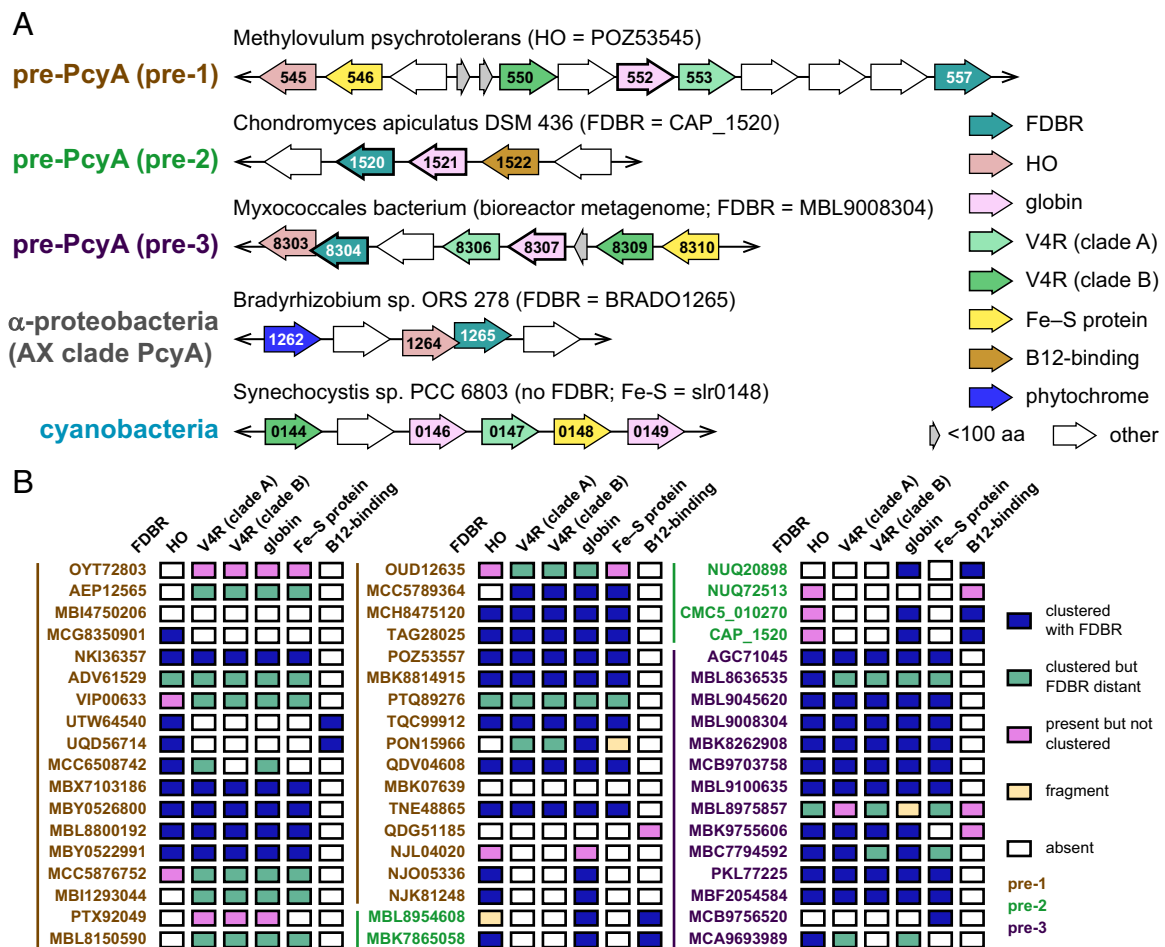 A
Methylovulum psychrotolerans (HO = POZ53545)
pre-PcyA (pre-1)
545 546 550 552 553 557
Chondromyces apiculatus DSM 436 (FDBR = CAP_1520)
pre-PcyA (pre-2)
1520 1521 1522
Myxococcales bacterium (bioreactor metagenome; FDBR = MBL9008304)
pre-PcyA (pre-3)
8303 8304 8306 8307 8309 8310
Bradyrhizobium sp. ORS 278 (FDBR = BRADO1265)
α-proteobacteria
(AX clade PcyA)
1262 1264 1265
Synechocystis sp. PCC 6803 (no FDBR; Fe-S = slr0148)
cyanobacteria
0144 0146 0147 0148 0149
FDBR
HO
globin
V4R (clade A)
V4R (clade B)
Fe–S protein
B12-binding
phytochrome
<100 aa
other
B
FDBR
HO
V4R (clade A)
V4R (clade B)
globin
Fe–S protein
B12-binding
OYT72803
AEP12565
MBI4750206
MCG8350901
NKI36357
ADV61529
VIP00633
UTW64540
UQD56714
MCC6508742
MBX7103186
MBY0526800
MBL8800192
MBY0522991
MCC5876752
MBI1293044
PTX92049
MBL8150590
FDBR
HO
V4R (clade A)
V4R (clade B)
globin
Fe–S protein
B12-binding
OUD12635
MCC5789364
MCH8475120
TAG28025
POZ53557
MBK8814915
PTQ89276
TQC99912
PON15966
QDV04608
MBK07639
TNE48865
QDG51185
NJL04020
NJO05336
NJK81248
MBL8954608
MBK7865058
FDBR
HO
V4R (clade A)
V4R (clade B)
globin
Fe–S protein
B12-binding
NUQ20898
NUQ72513
CMC5_010270
CAP_1520
AGC71045
MBL8636535
MBL9045620
MBL9008304
MBK8262908
MCB9703758
MBL9100635
MBL8975857
MBK9755606
MBC7794592
PKL77225
MBF2054584
MCB9756520
MCA9693989
clustered
with FDBR
clustered but
FDBR distant
present but not
clustered
fragment
absent
pre-1
pre-2
pre-3